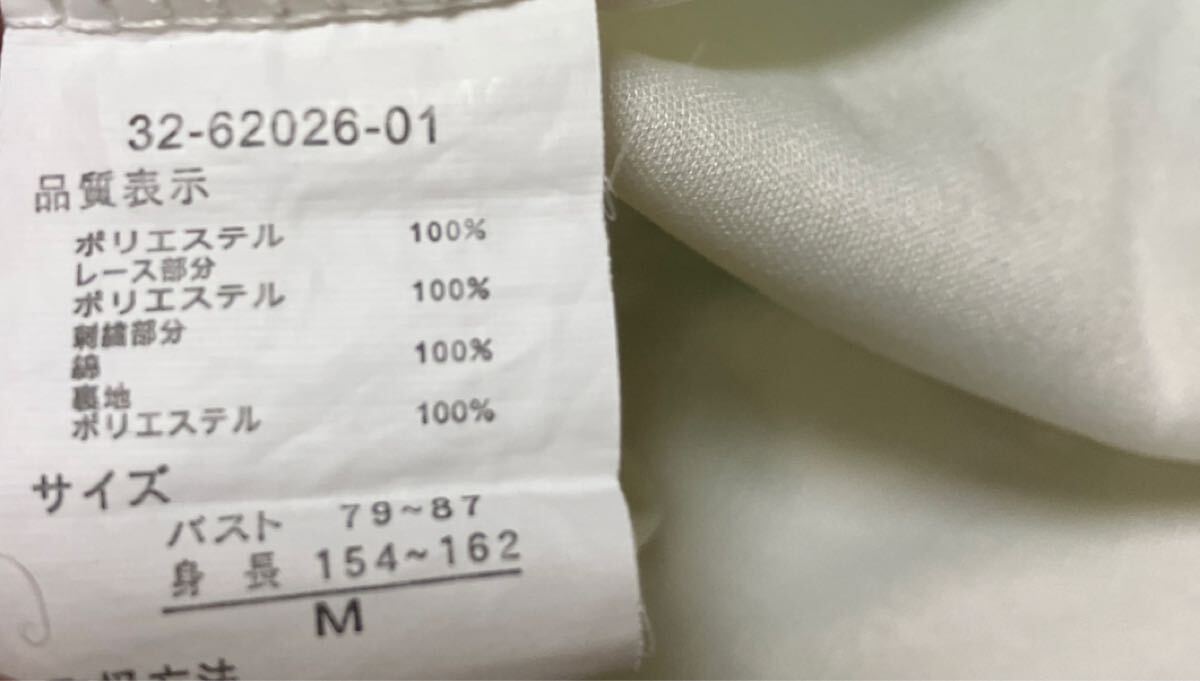 32-62026-01
品質表示
ポリエステル 100%
レース部分
ポリエステル 100%
刺繍部分
綿 100%
裏地
ポリエステル 100%
サイズ
バスト 79~87
身長 154~162
M
方法